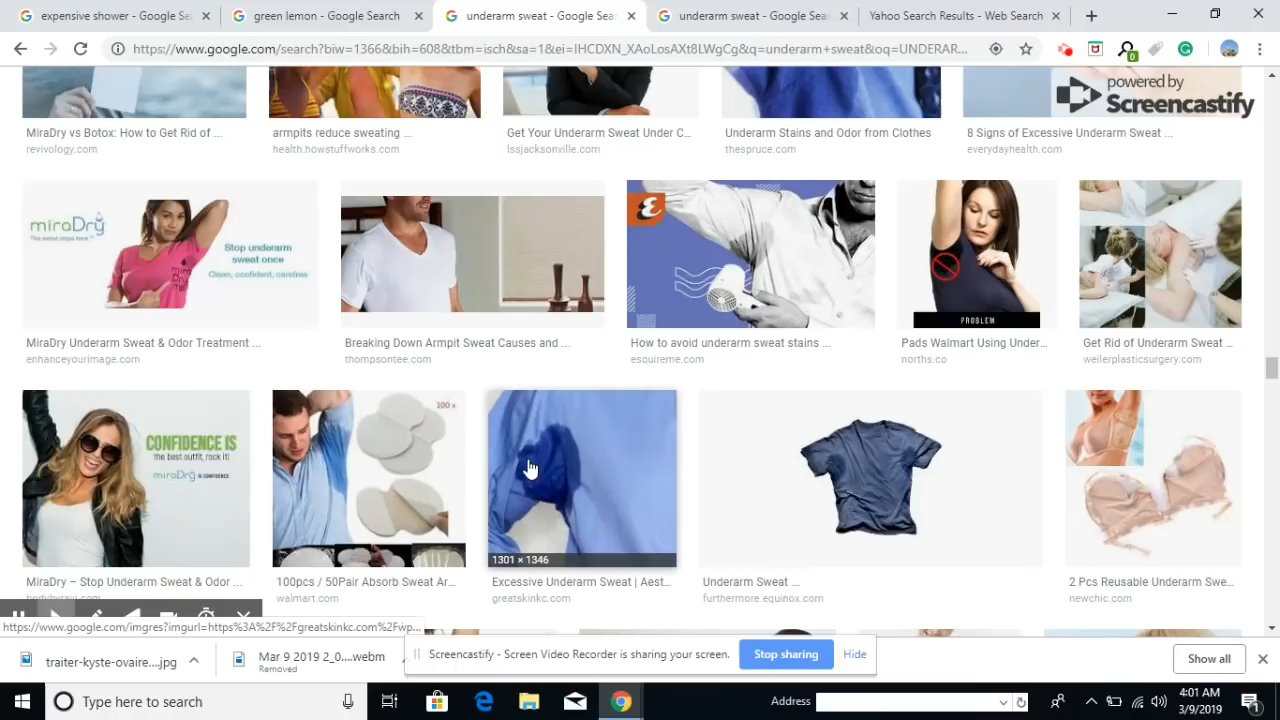 expensive shower - Google Search
green lemon - Google Search
underarm sweat - Google Sea
underarm sweat - Google Sear
Yahoo Search Results - Web Search
https://www.google.com/search?biw=1366&bih=608&tbm=isch&sa=1&ei=IHCDXN_XAoLosAXt8LWgCg&q=underarm+sweat&oq=UNDERAR...
0
powered by
Screencastify
MiraDry vs Botox: How to Get Rid of ...
armpits reduce sweating ...
Get Your Underarm Sweat Under C...
Underarm Stains and Odor from Clothes
8 Signs of Excessive Underarm Sweat ...
revivology.com
health.howstuffworks.com
lssjacksonville.com
thespruce.com
everydayhealth.com
miraDry
The sweat stops here
Stop underarm
sweat once
Clean, confident, carefree
E
PROBLEM
MiraDry Underarm Sweat & Odor Treatment ...
Breaking Down Armpit Sweat Causes and ...
How to avoid underarm sweat stains ...
Pads Walmart Using Under...
Get Rid of Underarm Sweat ...
enhanceyourimage.com
thompsontee.com
esquireme.com
norths.co
weilerplasticsurgery.com
CONFIDENCE IS
the best outfit, rock it!
miraDry IS CONFIDENCE
100 x
1301 × 1346
MiraDry – Stop Underarm Sweat & Odor ...
100pcs / 50Pair Absorb Sweat Ar...
Excessive Underarm Sweat | Aest...
Underarm Sweat ...
2 Pcs Reusable Underarm Swe...
walmart.com
greatskinkc.com
furthermore.equinox.com
newchic.com
https://www.google.com/imgres?imgurl=https%3A%2F%2Fgreatskinkc.com%2Fwp...
traiter-kyste-ovaire....jpg
Mar 9 2019 2_0....webm
Removed
Screencastify - Screen Video Recorder is sharing your screen.
Stop sharing
Hide
Show all
Type here to search
Address
4:01 AM
3/9/2019
1